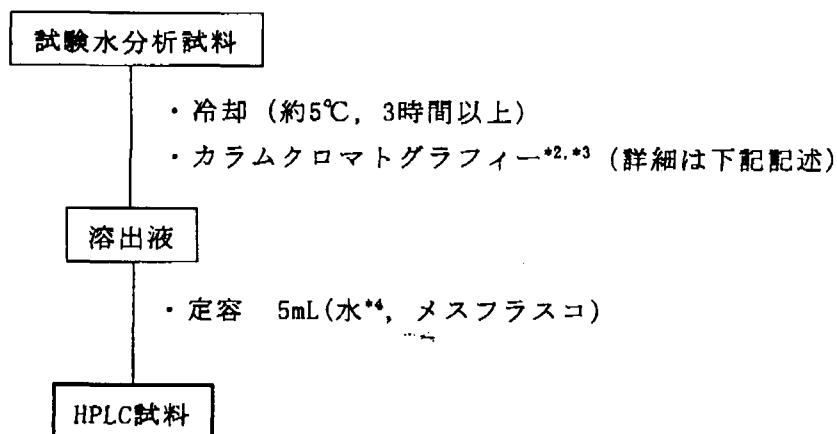 試験水分析試料
・冷却 (約5℃, 3時間以上)
・カラムクロマトグラフィー*2,*3 (詳細は下記記述)
溶出液
・定容 5mL(水*4, メスフラスコ)
HPLC試料